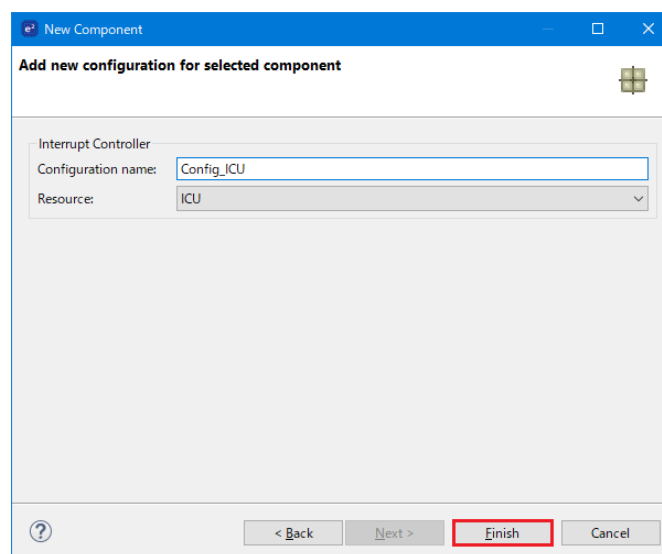 e² New Component
Add new configuration for selected component
Interrupt Controller
Configuration name: Config_ICU
Resource: ICU
< Back Next > Finish Cancel